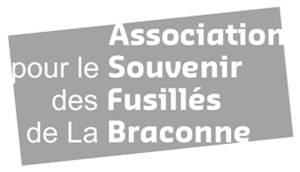 Association
pour le Souvenir
des Fusillés
de La Braconne